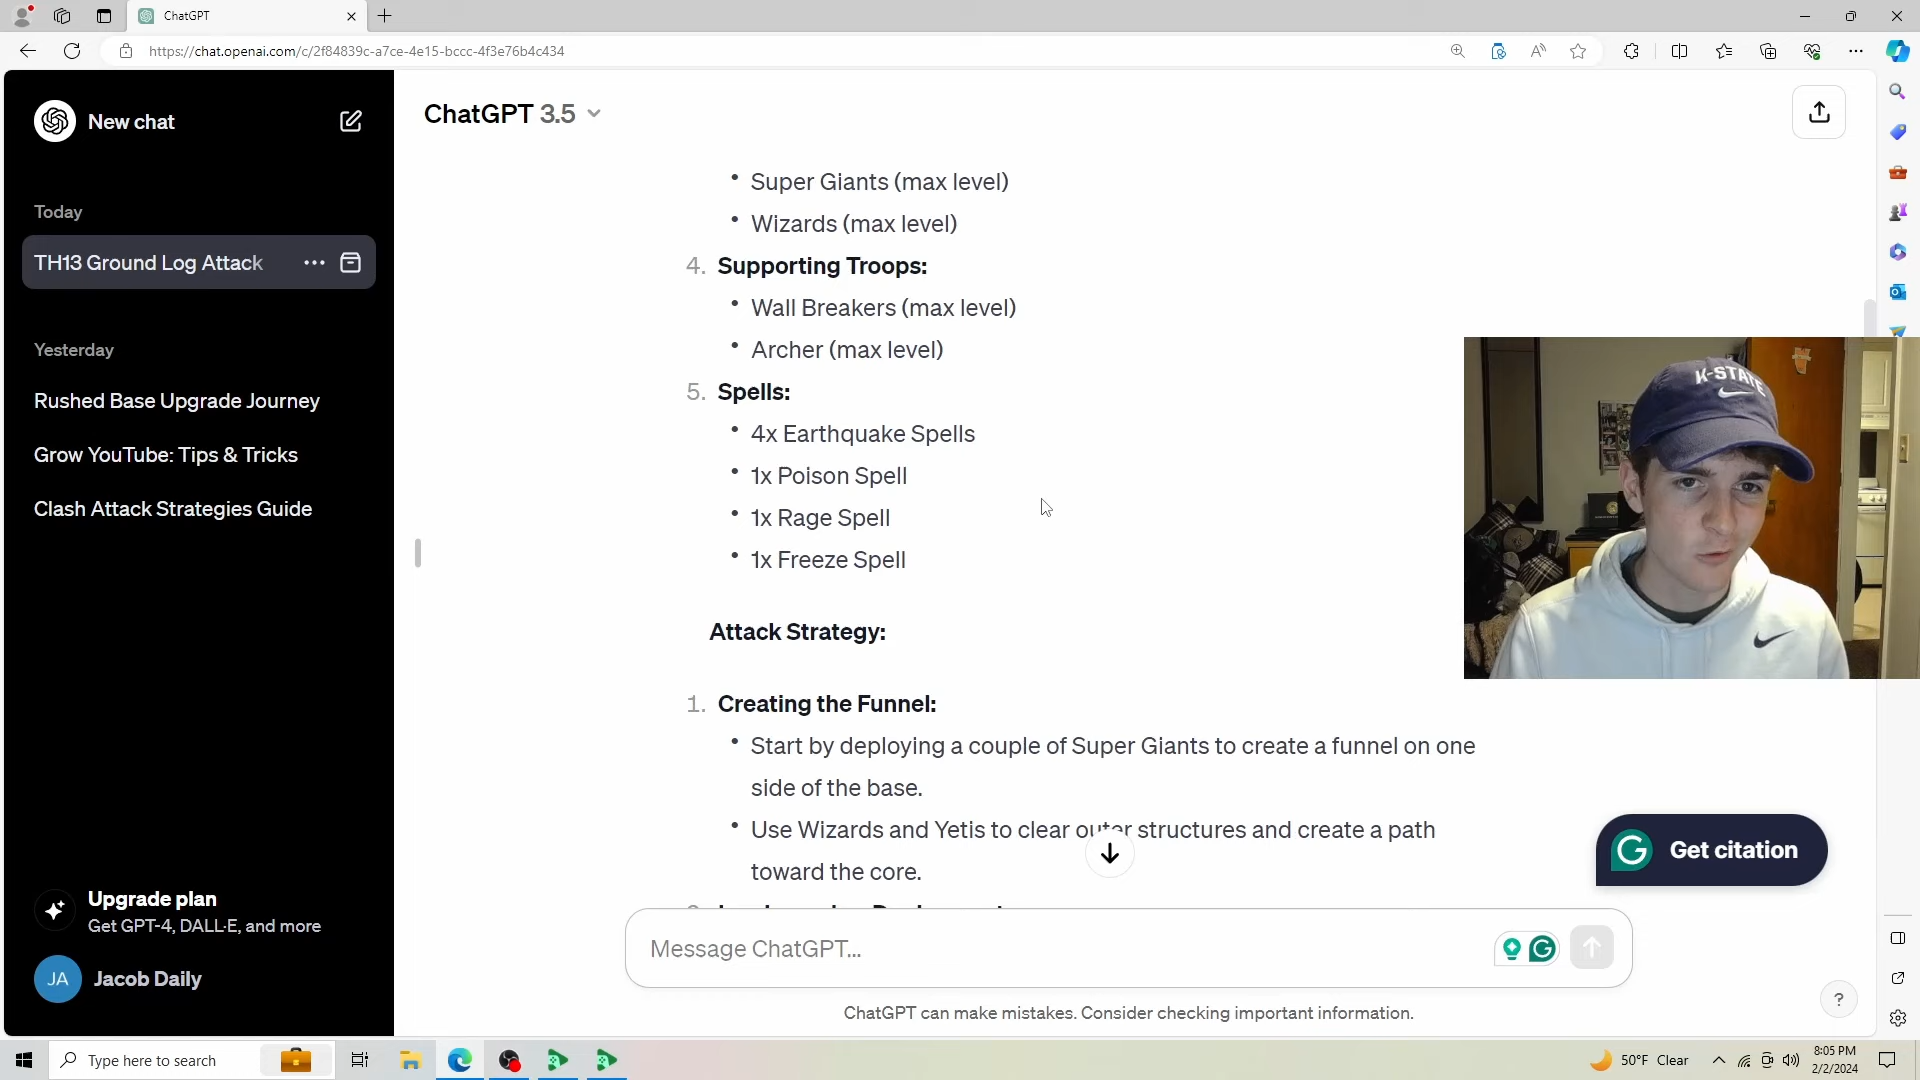 ChatGPT
https://chat.openai.com/c/2f84839c-a7ce-4e15-bccc-4f3e76b4c434
New chat
Today
TH13 Ground Log Attack
Yesterday
Rushed Base Upgrade Journey
Grow YouTube: Tips & Tricks
Clash Attack Strategies Guide
Upgrade plan
Get GPT-4, DALL·E, and more
JA Jacob Daily
ChatGPT 3.5
• Super Giants (max level)
• Wizards (max level)
4. Supporting Troops:
• Wall Breakers (max level)
• Archer (max level)
5. Spells:
• 4x Earthquake Spells
• 1x Poison Spell
• 1x Rage Spell
• 1x Freeze Spell
Attack Strategy:
1. Creating the Funnel:
• Start by deploying a couple of Super Giants to create a funnel on one
side of the base.
• Use Wizards and Yetis to clear outer structures and create a path
toward the core.
K-STATE
Get citation
Message ChatGPT...
ChatGPT can make mistakes. Consider checking important information.
?
Type here to search
50°F Clear
8:05 PM
2/2/2024